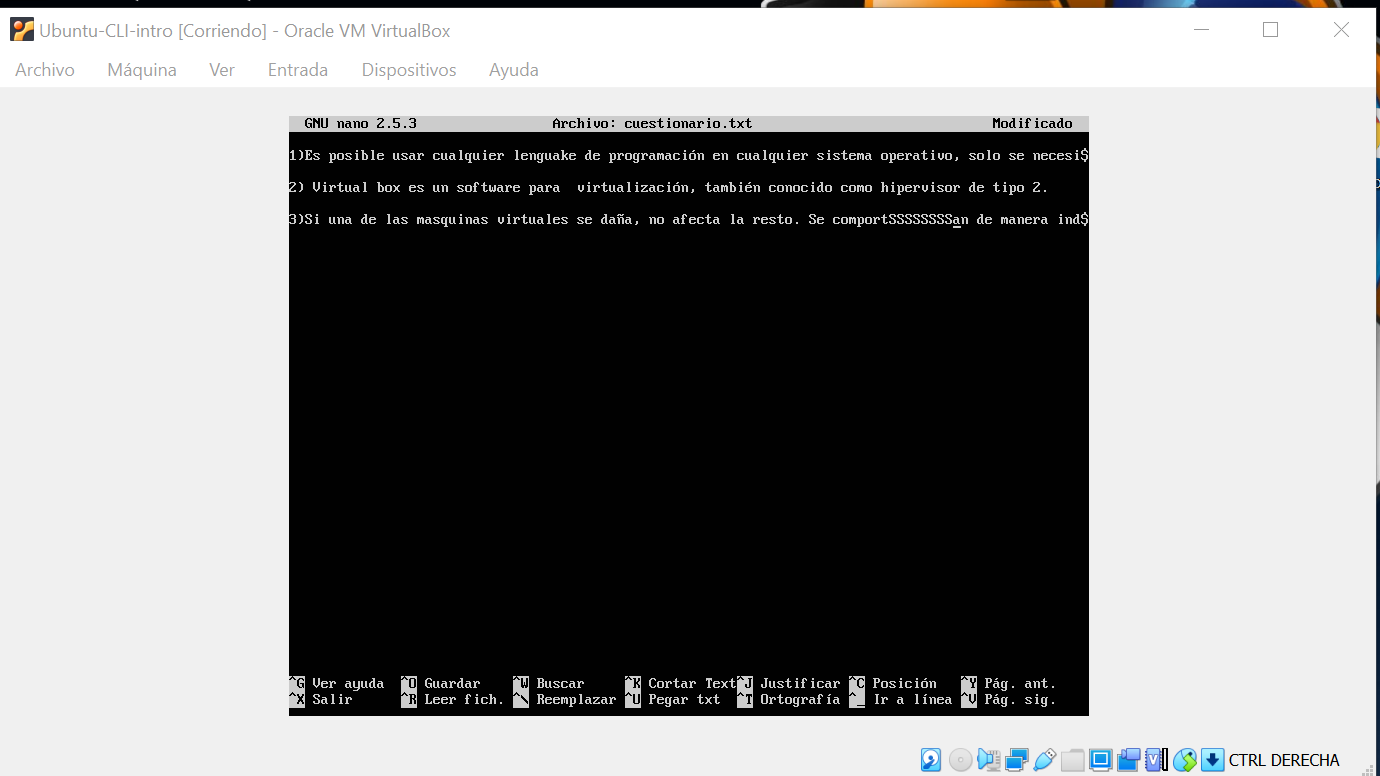 Ubuntu-CLI-intro [Corriendo] - Oracle VM VirtualBox
Archivo Máquina Ver Entrada Dispositivos Ayuda
GNU nano 2.5.3 Archivo: cuestionario.txt Modificado
1)Es posible usar cualquier lenguake de programación en cualquier sistema operativo, solo se necesi$
2) Virtual box es un software para  virtualización, también conocido como hipervisor de tipo 2.
3)Si una de las masquinas virtuales se daña, no afecta la resto. Se comportSSSSSSSSan de manera ind$
^G Ver ayuda ^O Guardar ^W Buscar ^K Cortar Text ^J Justificar ^C Posición ^Y Pág. ant.
^X Salir ^R Leer fich. ^\ Reemplazar ^U Pegar txt ^T Ortografía ^_ Ir a línea ^V Pág. sig.
CTRL DERECHA